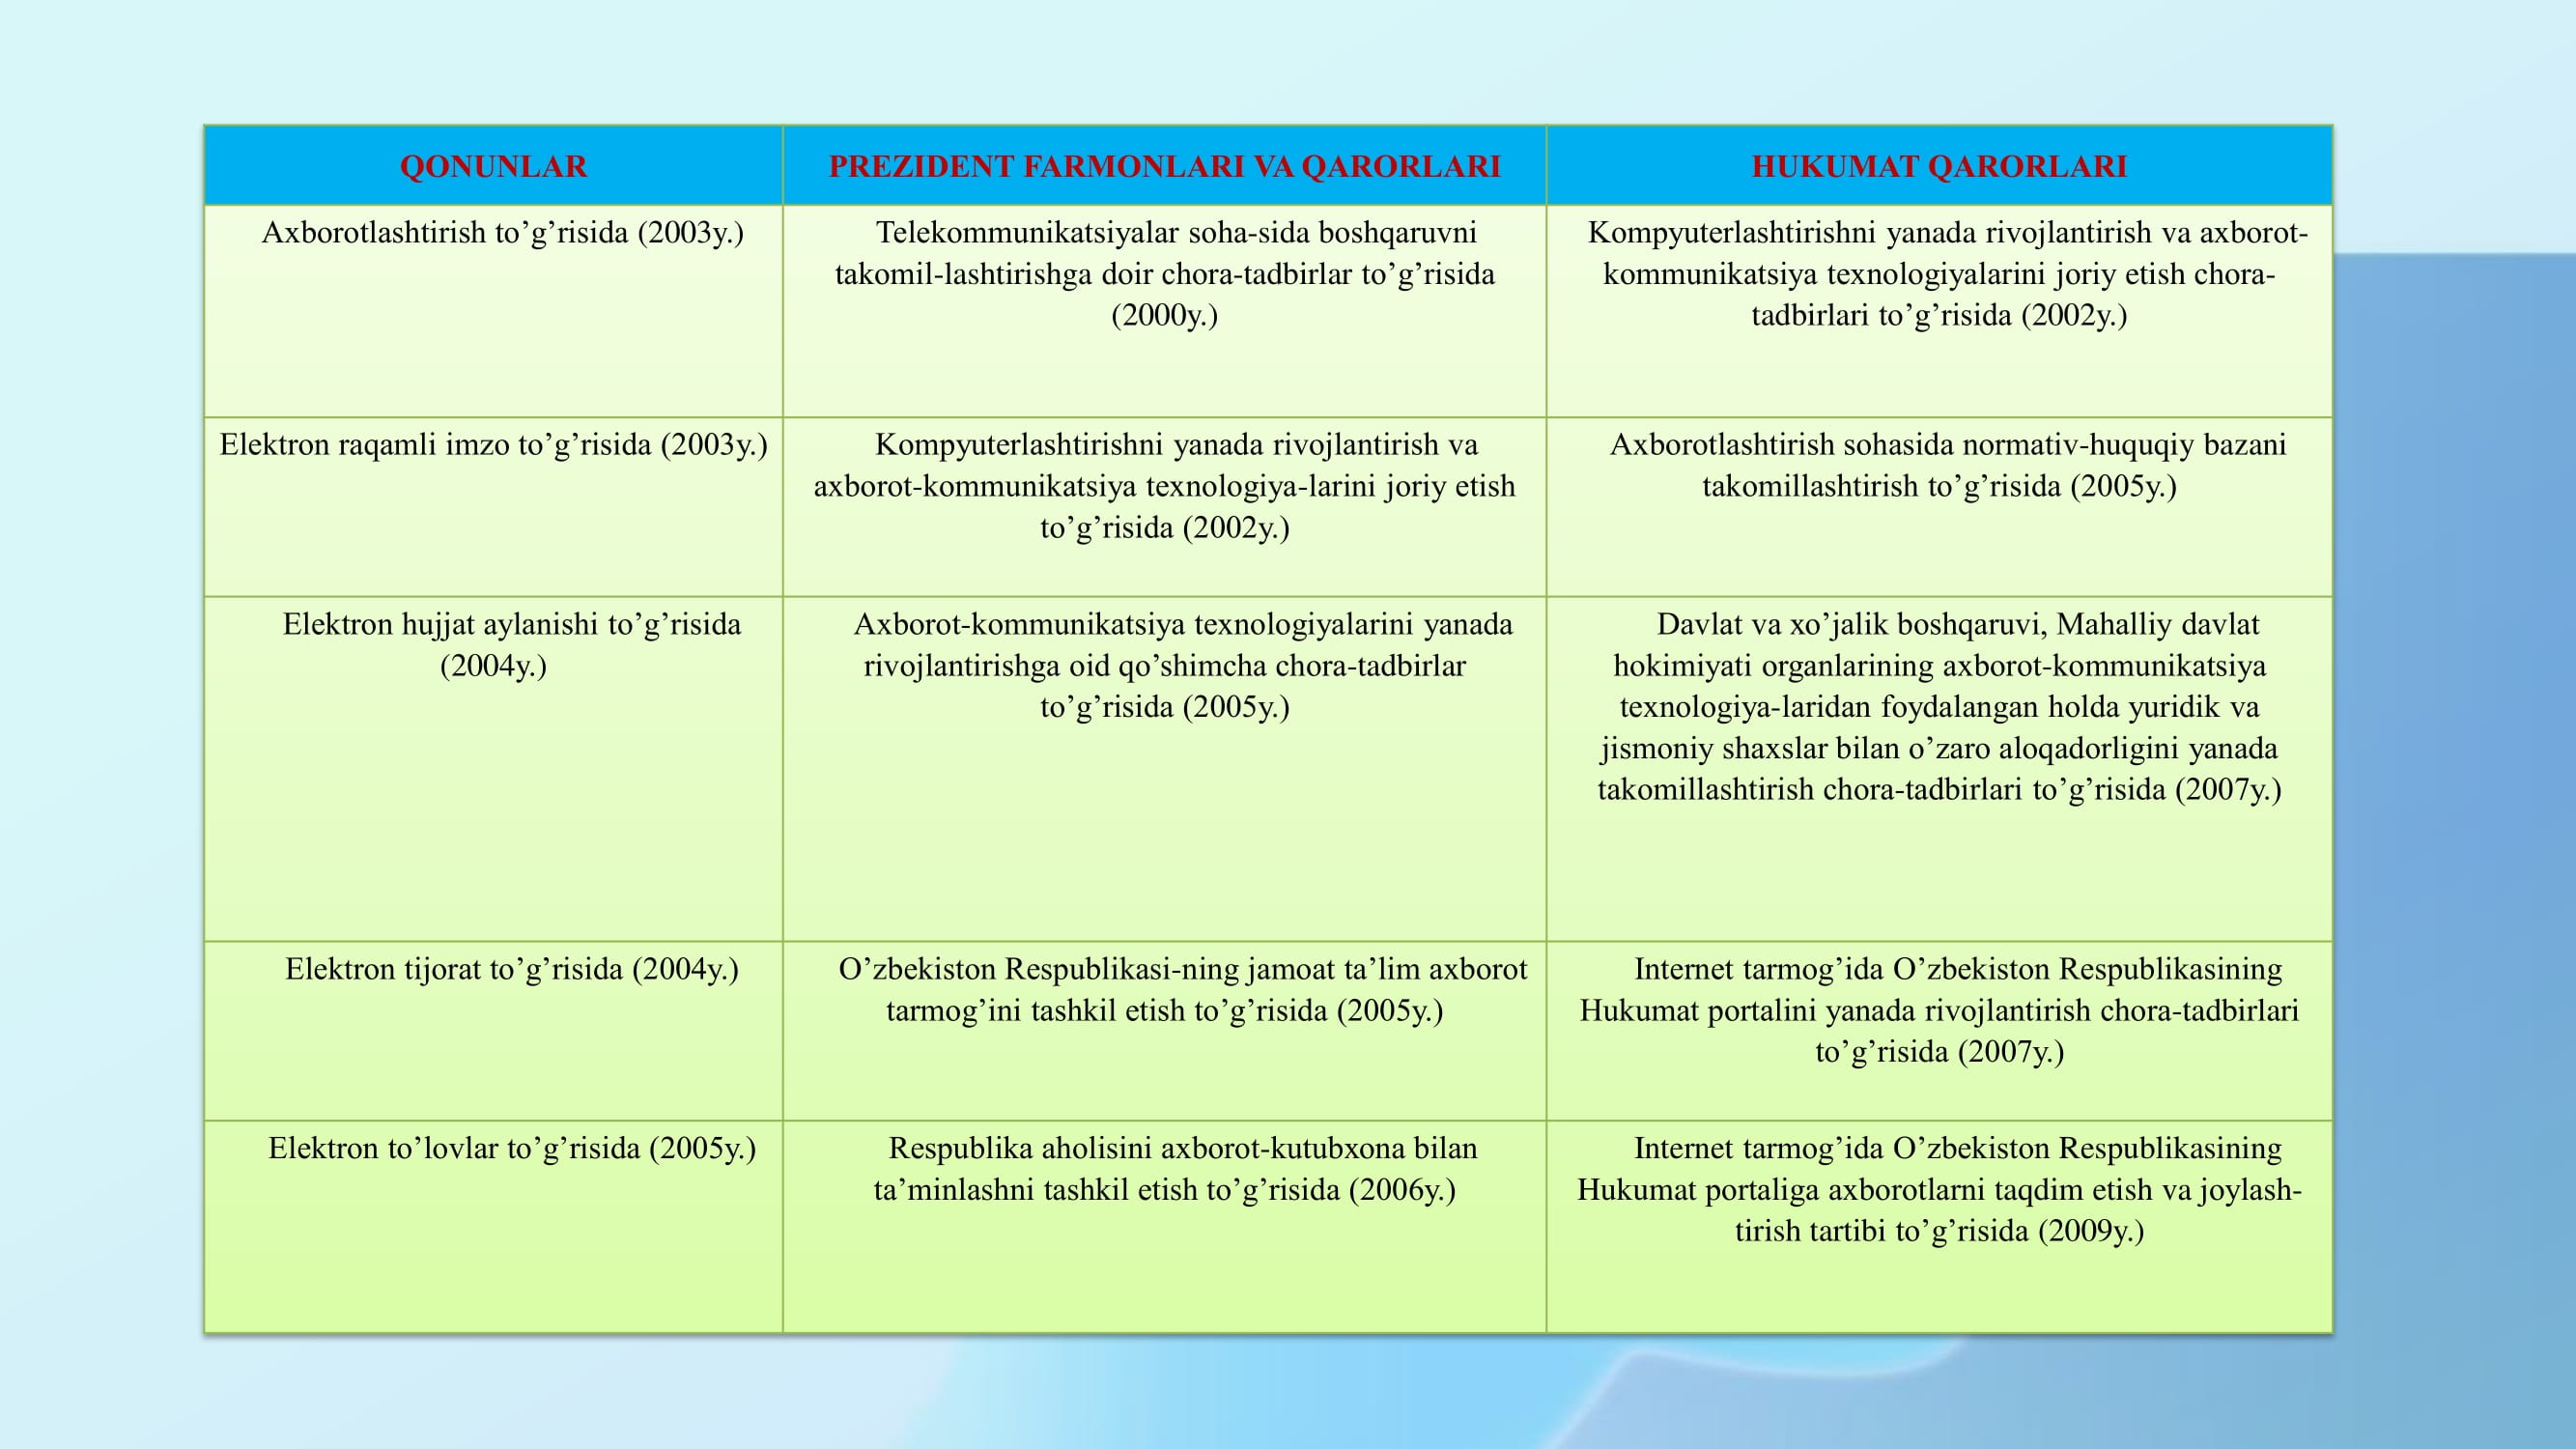 QONUNLAR
PREZIDENT FARMONLARI VA QARORLARI
HUKUMAT QARORLARI
Axborotlashtirish to’g’risida (2003y.)
Telekommunikatsiyalar soha-sida boshqaruvni
takomil-lashtirishga doir chora-tadbirlar to’g’risida
(2000y.)
Kompyuterlashtirishni yanada rivojlantirish va axborot-
kommunikatsiya texnologiyalarini joriy etish chora-
tadbirlari to’g’risida (2002y.)
Elektron raqamli imzo to’g’risida (2003y.)
Kompyuterlashtirishni yanada rivojlantirish va
axborot-kommunikatsiya texnologiya-larini joriy etish
to’g’risida (2002y.)
Axborotlashtirish sohasida normativ-huquqiy bazani
takomillashtirish to’g’risida (2005y.)
Elektron hujjat aylanishi to’g’risida
(2004y.)
Axborot-kommunikatsiya texnologiyalarini yanada
rivojlantirishga oid qo’shimcha chora-tadbirlar
to’g’risida (2005y.)
Davlat va xo’jalik boshqaruvi, Mahalliy davlat
hokimiyati organlarining axborot-kommunikatsiya
texnologiya-laridan foydalangan holda yuridik va
jismoniy shaxslar bilan o’zaro aloqadorligini yanada
takomillashtirish chora-tadbirlari to’g’risida (2007y.)
Elektron tijorat to’g’risida (2004y.)
O’zbekiston Respublikasi-ning jamoat ta’lim axborot
tarmog’ini tashkil etish to’g’risida (2005y.)
Internet tarmog’ida O’zbekiston Respublikasining
Hukumat portalini yanada rivojlantirish chora-tadbirlari
to’g’risida (2007y.)
Elektron to’lovlar to’g’risida (2005y.)
Respublika aholisini axborot-kutubxona bilan
ta’minlashni tashkil etish to’g’risida (2006y.)
Internet tarmog’ida O’zbekiston Respublikasining
Hukumat portaliga axborotlarni taqdim etish va joylash-
tirish tartibi to’g’risida (2009y.)